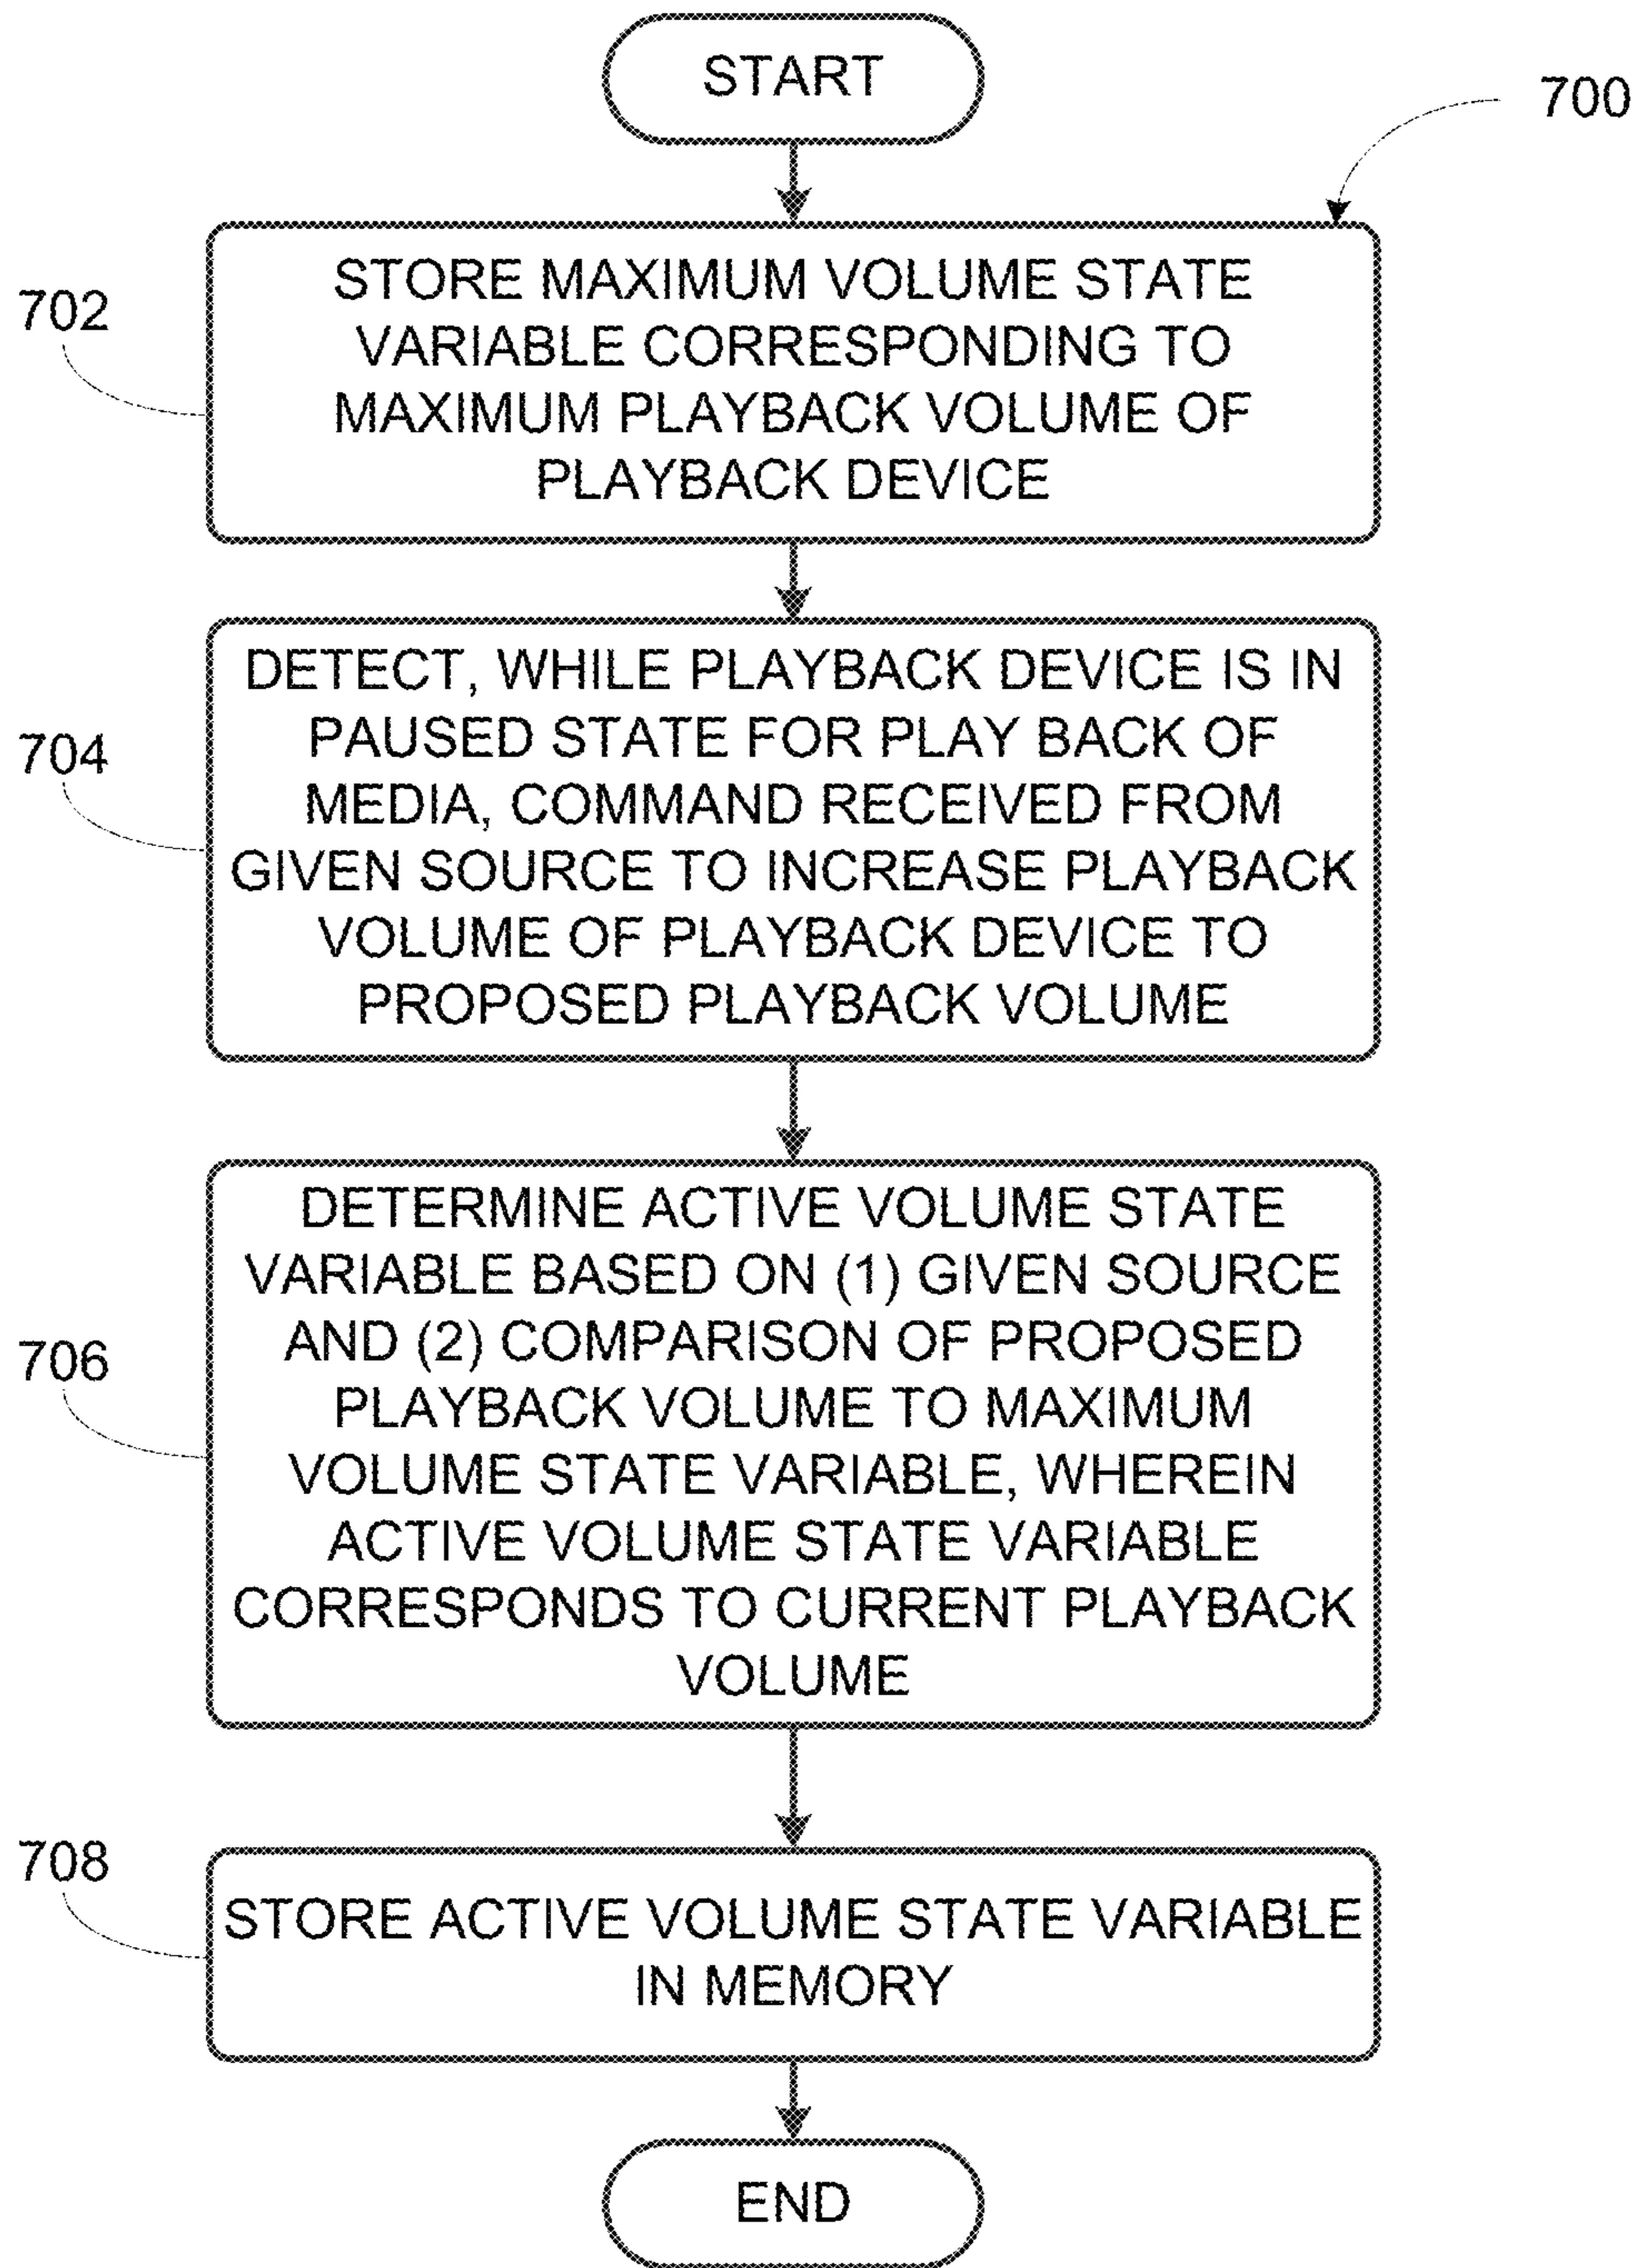 START
700
702
STORE MAXIMUM VOLUME STATE
VARIABLE CORRESPONDING TO
MAXIMUM PLAYBACK VOLUME OF
PLAYBACK DEVICE
704
DETECT, WHILE PLAYBACK DEVICE IS IN
PAUSED STATE FOR PLAY BACK OF
MEDIA, COMMAND RECEIVED FROM
GIVEN SOURCE TO INCREASE PLAYBACK
VOLUME OF PLAYBACK DEVICE TO
PROPOSED PLAYBACK VOLUME
706
DETERMINE ACTIVE VOLUME STATE
VARIABLE BASED ON (1) GIVEN SOURCE
AND (2) COMPARISON OF PROPOSED
PLAYBACK VOLUME TO MAXIMUM
VOLUME STATE VARIABLE, WHEREIN
ACTIVE VOLUME STATE VARIABLE
CORRESPONDS TO CURRENT PLAYBACK
VOLUME
708
STORE ACTIVE VOLUME STATE VARIABLE
IN MEMORY
END